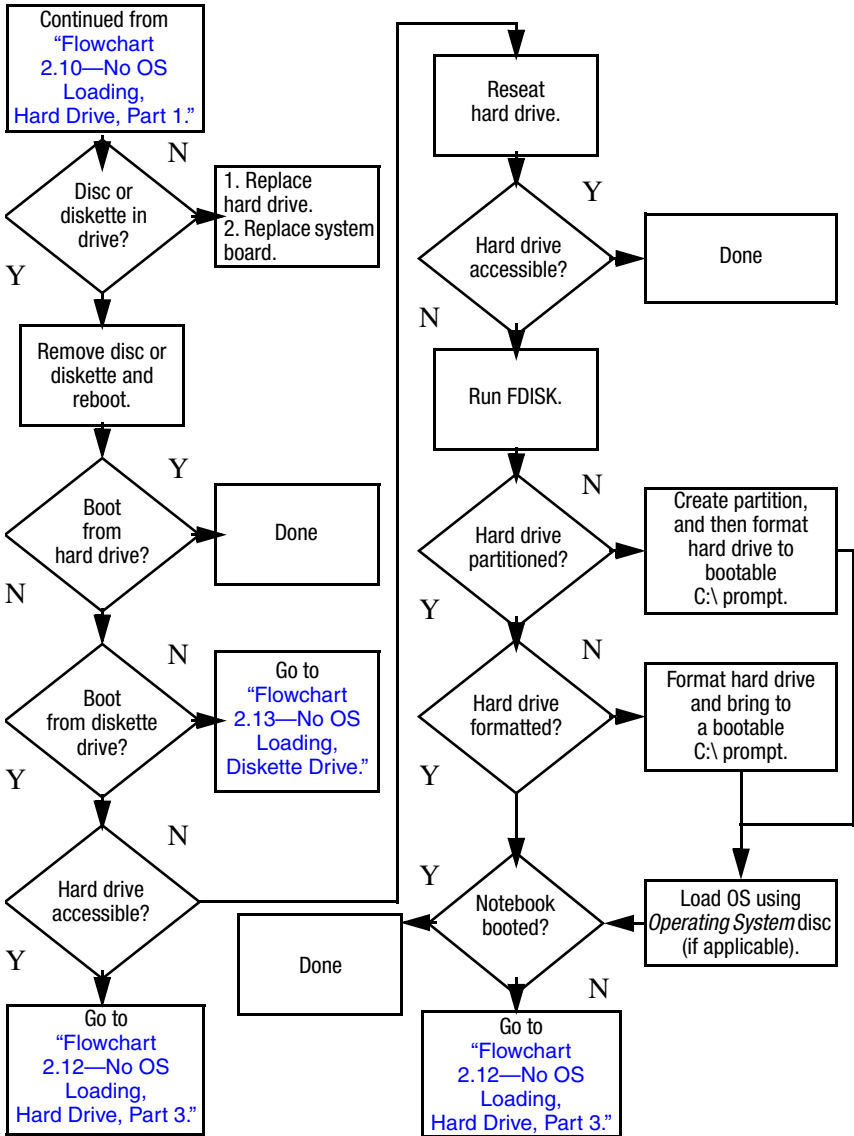 Continued from
“Flowchart
2.10—No OS
Loading,
Hard Drive, Part 1.”
N
Disc or
diskette in
drive?
1. Replace
hard drive.
2. Replace system
board.
Y
Remove disc or
diskette and
reboot.
Y
Boot
from
hard drive?
Done
N
N
Boot
from diskette
drive?
Go to
“Flowchart
2.13—No OS
Loading,
Diskette Drive.”
Y
N
Hard drive
accessible?
Y
Go to
“Flowchart
2.12—No OS
Loading,
Hard Drive, Part 3.”
Reseat
hard drive.
Y
Hard drive
accessible?
Done
N
Run FDISK.
N
Hard drive
partitioned?
Create partition,
and then format
hard drive to
bootable
C:\ prompt.
Y
N
Hard drive
formatted?
Format hard drive
and bring to
a bootable
C:\ prompt.
Y
Y
Notebook
booted?
Load OS using
Operating System disc
(if applicable).
Done
N
Go to
“Flowchart
2.12—No OS
Loading,
Hard Drive, Part 3.”